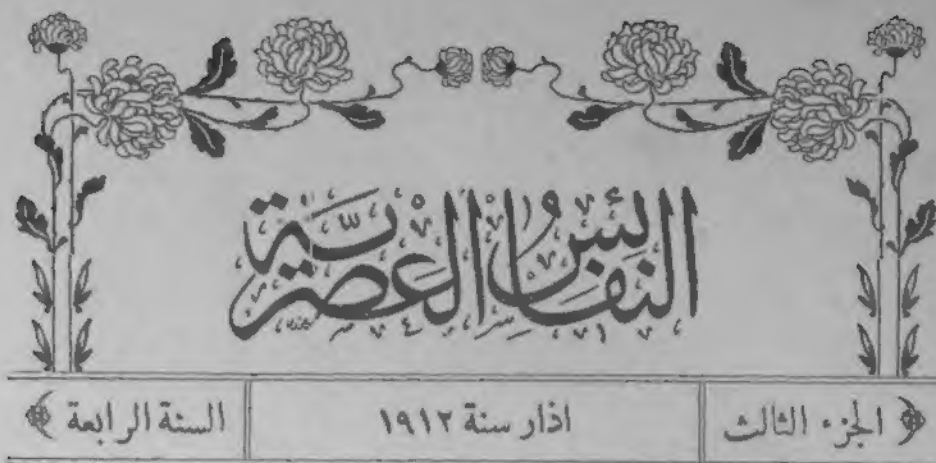 النفائس العصرية
الجزء الثالث
اذار سنة ١٩١٢
السنة الرابعة